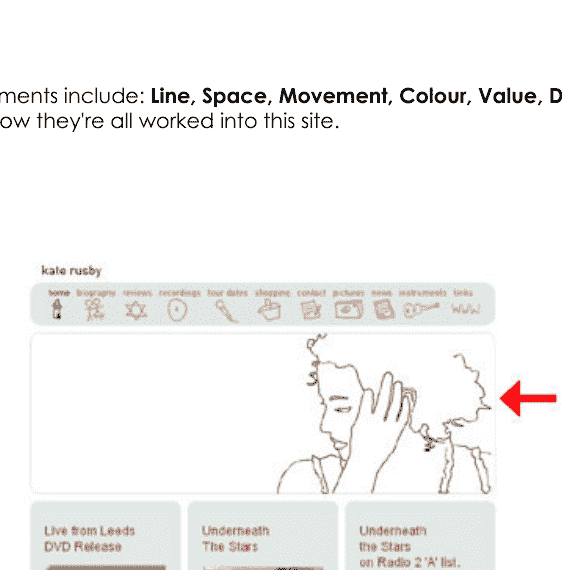 ments include: Line, Space, Movement, Colour, Value, D
ow they're all worked into this site.
kate rusby
home biography reviews recordings tour dates shopping contact pictures news instruments links
www
Live from Leeds
DVD Release
Underneath
The Stars
Underneath
the Stars
on Radio 2 'A' list.